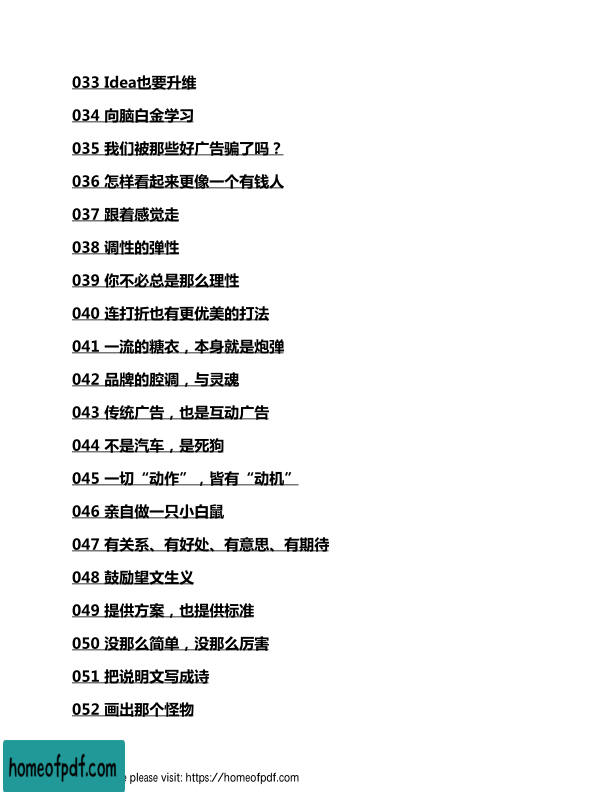 033 Idea也要升维
034 向脑白金学习
035 我们被那些好广告骗了吗？
036 怎样看起来更像一个有钱人
037 跟着感觉走
038 调性的弹性
039 你不必总是那么理性
040 连打折也有更优美的打法
041 一流的糖衣，本身就是炮弹
042 品牌的腔调，与灵魂
043 传统广告，也是互动广告
044 不是汽车，是死狗
045 一切“动作”，皆有“动机”
046 亲自做一只小白鼠
047 有关系、有好处、有意思、有期待
048 鼓励望文生义
049 提供方案，也提供标准
050 没那么简单，没那么厉害
051 把说明文写成诗
052 画出那个怪物
homeofpdf.com
please visit: https://homeofpdf.com